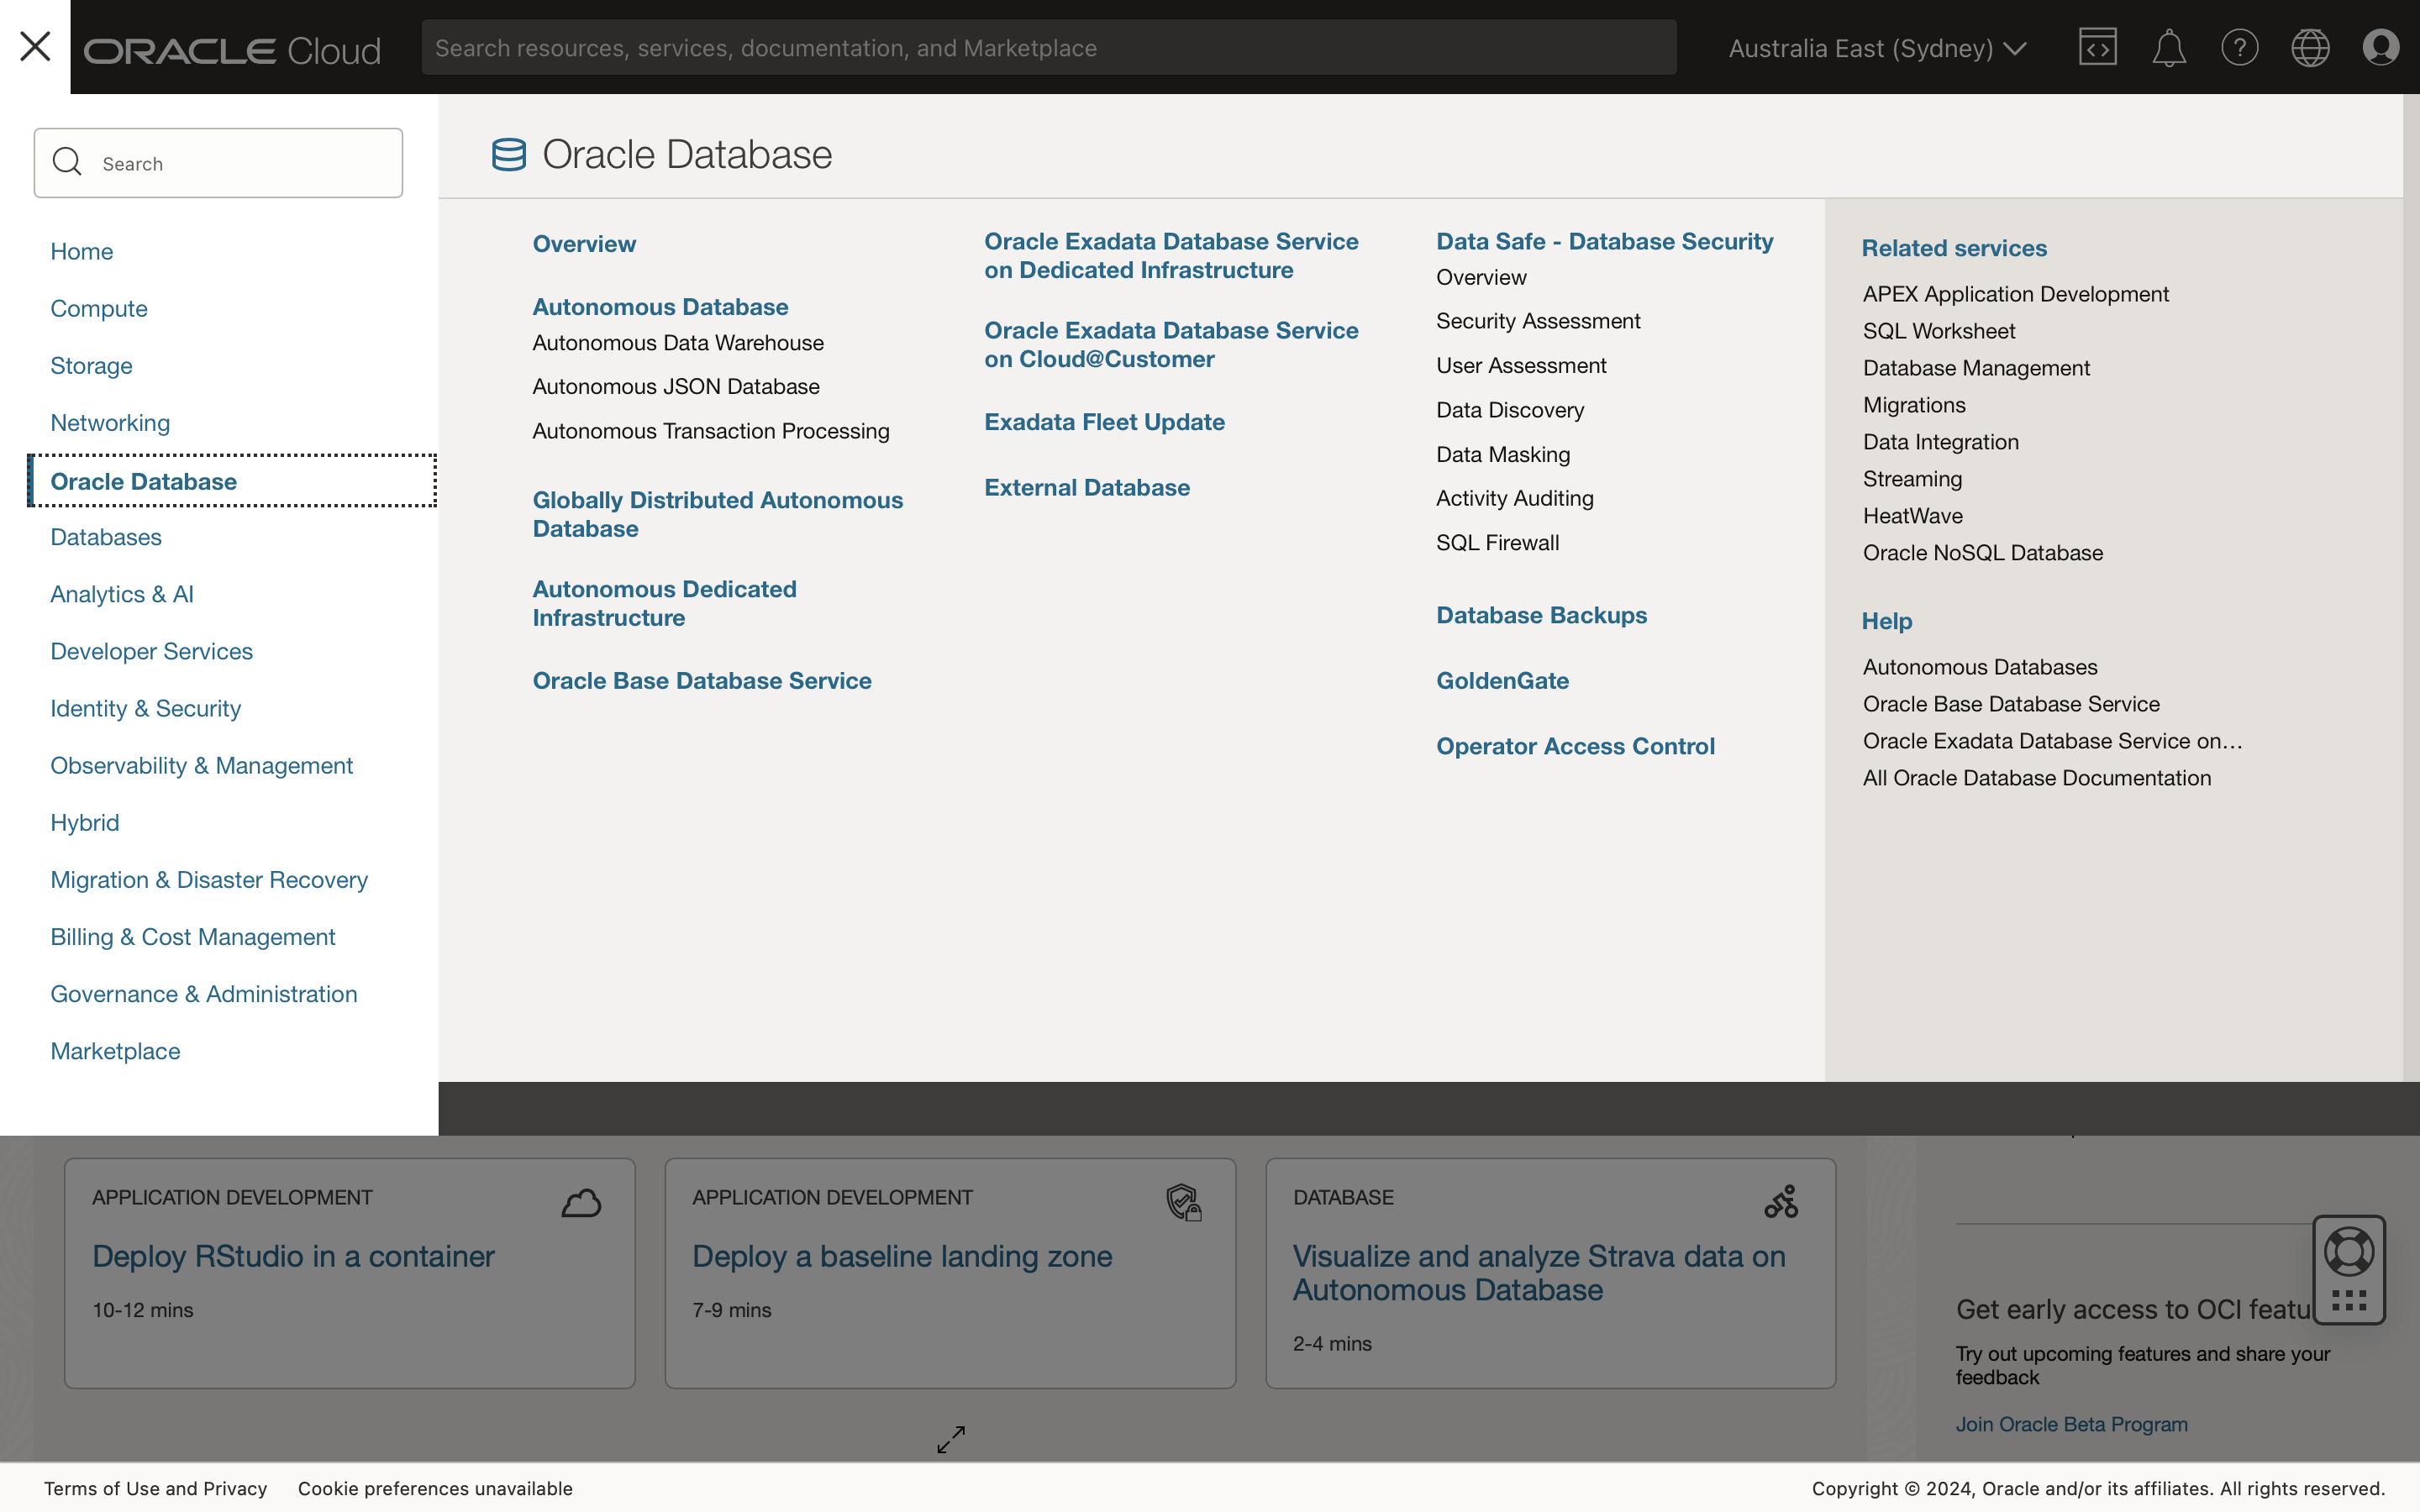 ORACLE Cloud
Search resources, services, documentation, and Marketplace
Australia East (Sydney)
Search
Home
Compute
Storage
Networking
Oracle Database
Databases
Analytics & AI
Developer Services
Identity & Security
Observability & Management
Hybrid
Migration & Disaster Recovery
Billing & Cost Management
Governance & Administration
Marketplace
Oracle Database
Overview
Autonomous Database
Autonomous Data Warehouse
Autonomous JSON Database
Autonomous Transaction Processing
Globally Distributed Autonomous
Database
Autonomous Dedicated
Infrastructure
Oracle Base Database Service
Oracle Exadata Database Service
on Dedicated Infrastructure
Oracle Exadata Database Service
on Cloud@Customer
Exadata Fleet Update
External Database
Data Safe - Database Security
Overview
Security Assessment
User Assessment
Data Discovery
Data Masking
Activity Auditing
SQL Firewall
Database Backups
GoldenGate
Operator Access Control
Related services
APEX Application Development
SQL Worksheet
Database Management
Migrations
Data Integration
Streaming
HeatWave
Oracle NoSQL Database
Help
Autonomous Databases
Oracle Base Database Service
Oracle Exadata Database Service on...
All Oracle Database Documentation
APPLICATION DEVELOPMENT
Deploy RStudio in a container
10-12 mins
APPLICATION DEVELOPMENT
Deploy a baseline landing zone
7-9 mins
DATABASE
Visualize and analyze Strava data on
Autonomous Database
2-4 mins
Get early access to OCI featu
Try out upcoming features and share your
feedback
Join Oracle Beta Program
Terms of Use and Privacy
Cookie preferences unavailable
Copyright © 2024, Oracle and/or its affiliates. All rights reserved.